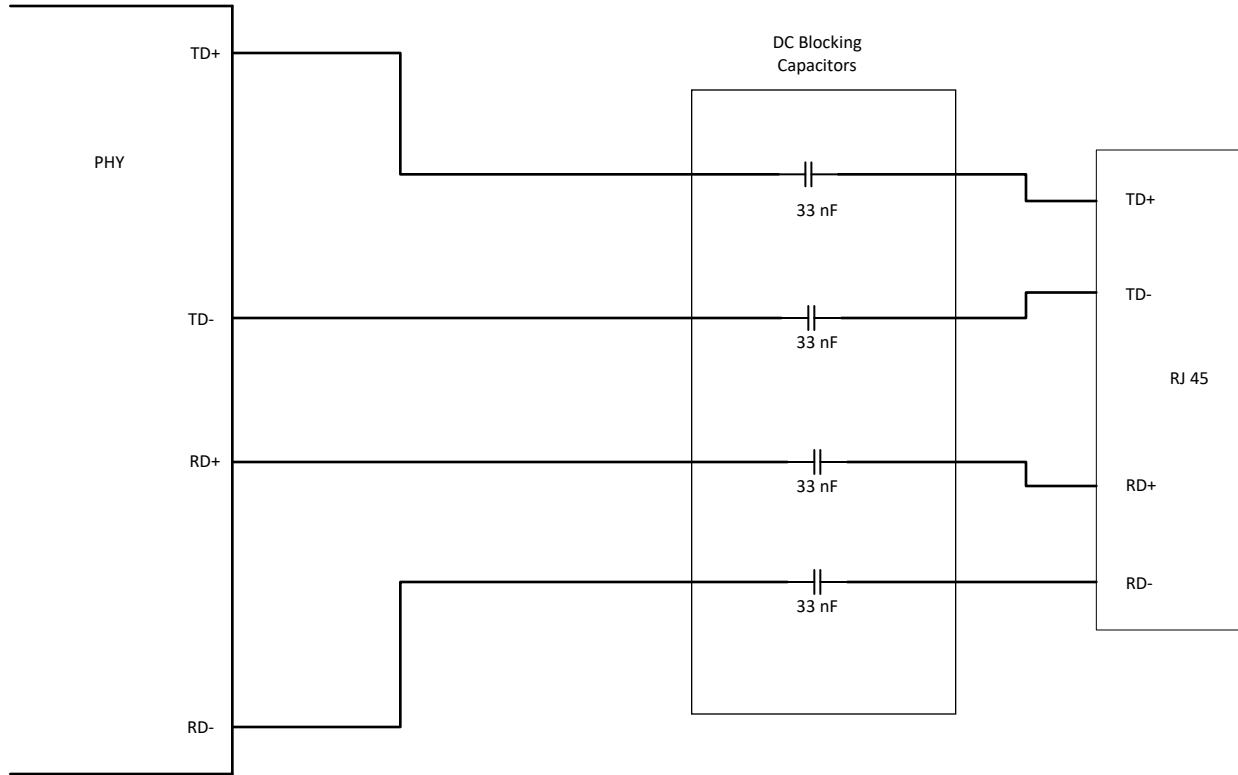 TD+
DC Blocking
Capacitors
PHY
33 nF
TD+
TD-
TD-
33 nF
RJ 45
RD+
33 nF
RD+
RD-
33 nF
RD-